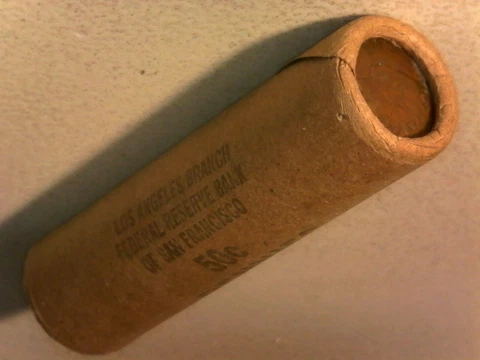 LOS ANGELES BRANCH
FEDERAL RESERVE BANK
OF SAN FRANCISCO
50¢